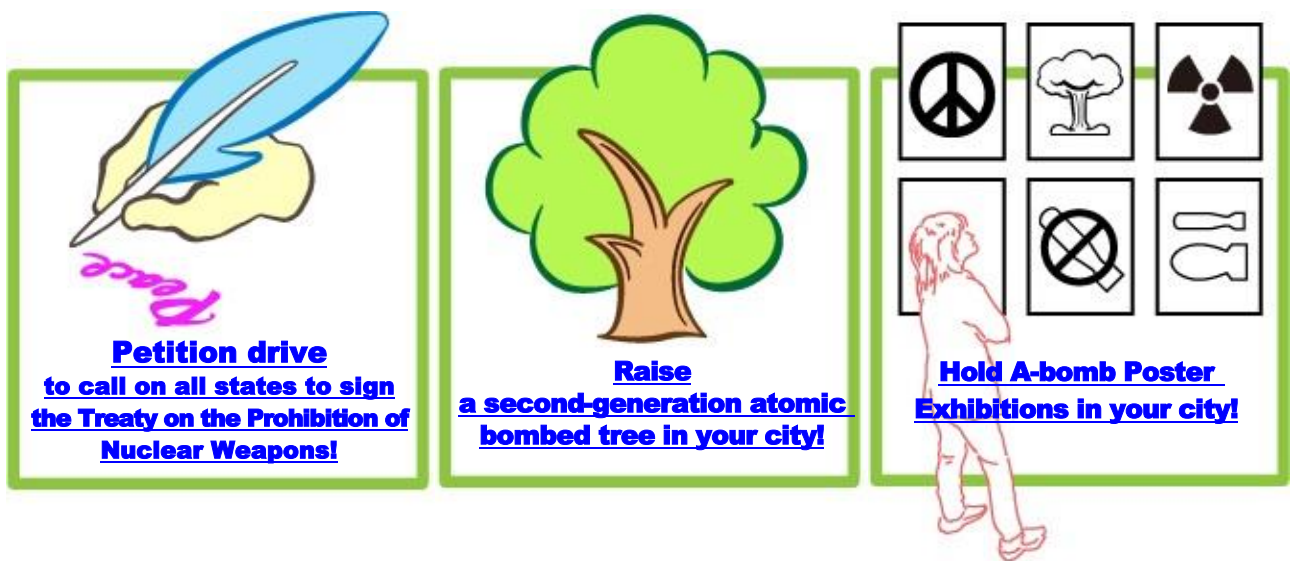 Peace
Petition drive
to call on all states to sign
the Treaty on the Prohibition of
Nuclear Weapons!
Raise
a second-generation atomic
bombed tree in your city!
Hold A-bomb Poster
Exhibitions in your city!